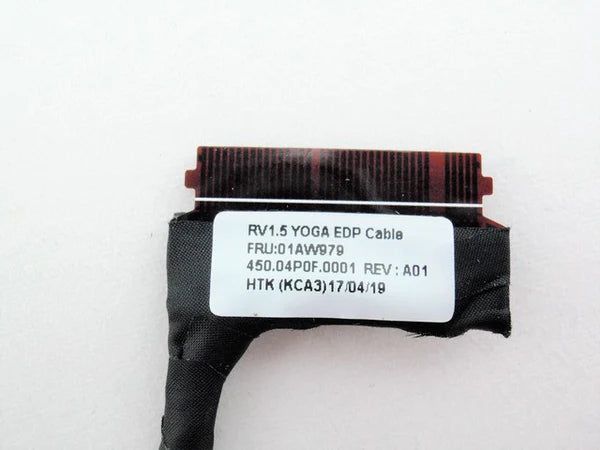 RV1.5 YOGA EDP Cable
FRU:01AW979
450.04P0F.0001 REV : A01
HTK (KCA3)17/04/19